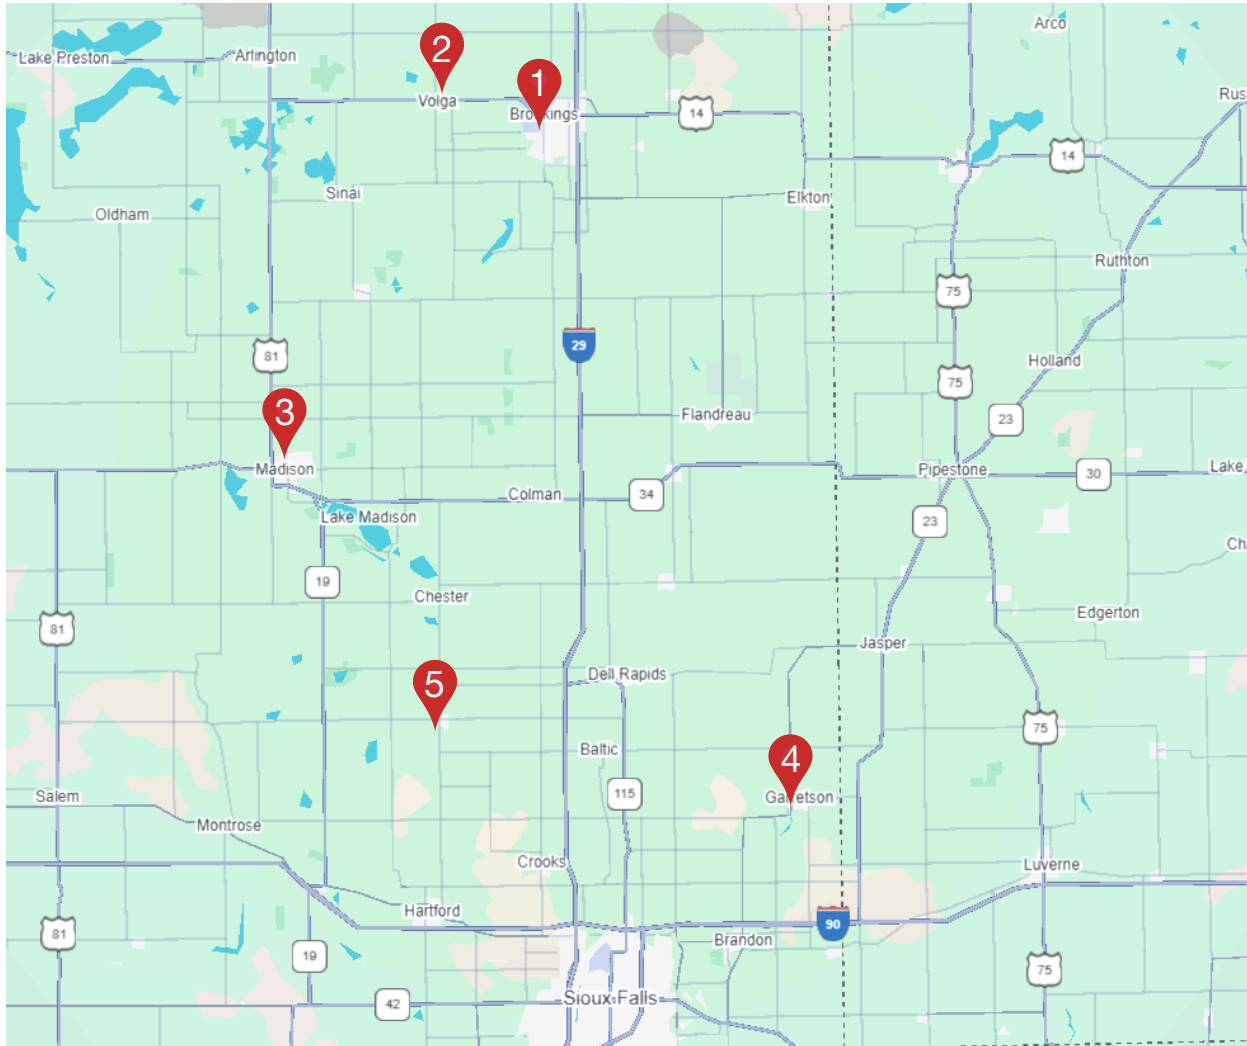 Arco
2
Lake Preston
Arlington
1
Volga
Rus
Brookings
14
14
Sinai
Elkton
Oldham
Ruthton
75
29
81
Holland
75
3
Flandreau
23
Madison
Pipestone
30
Lake
Colman
34
Lake Madison
23
Ch
19
Chester
Edgerton
81
Jasper
Dell Rapids
5
75
Baltic
4
Salem
115
Garretson
Montrose
Crooks
Luverne
Hartford
90
81
Brandon
19
75
Sioux Falls
42